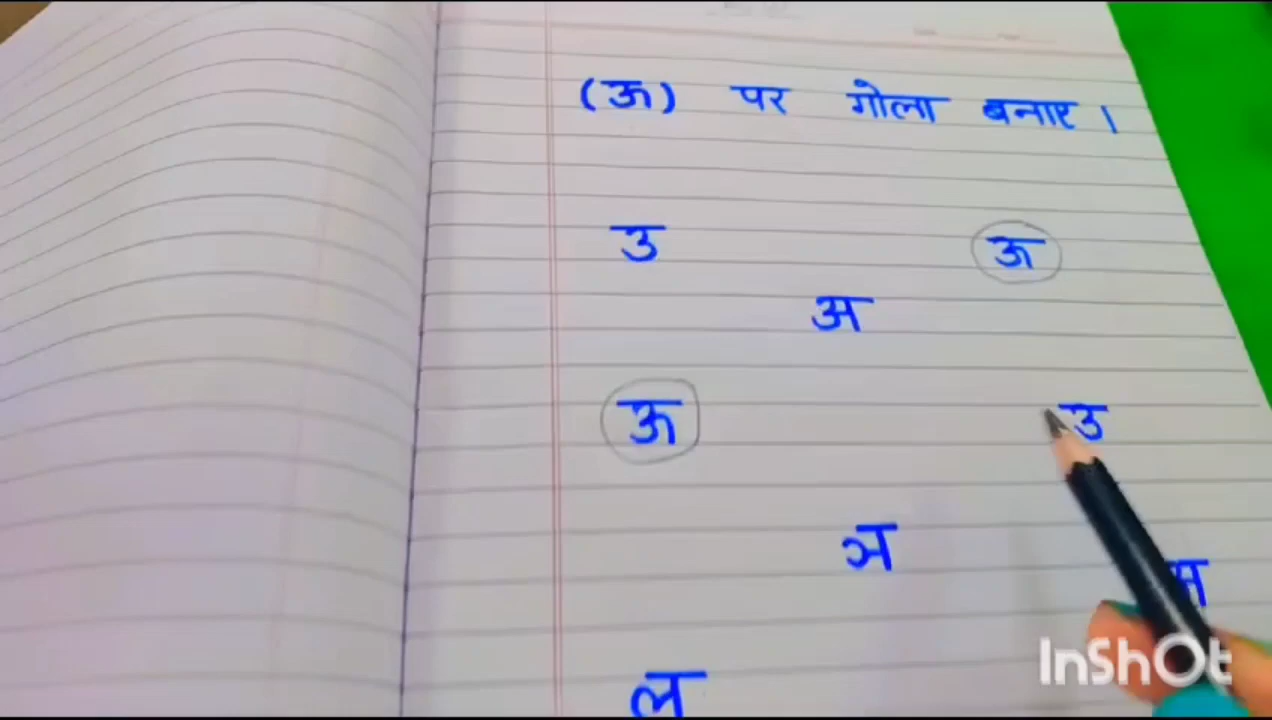 (ऊ) पर गोला बनाए ।
उ ऊ
अ
ऊ उ
ञ
ल
InShOt